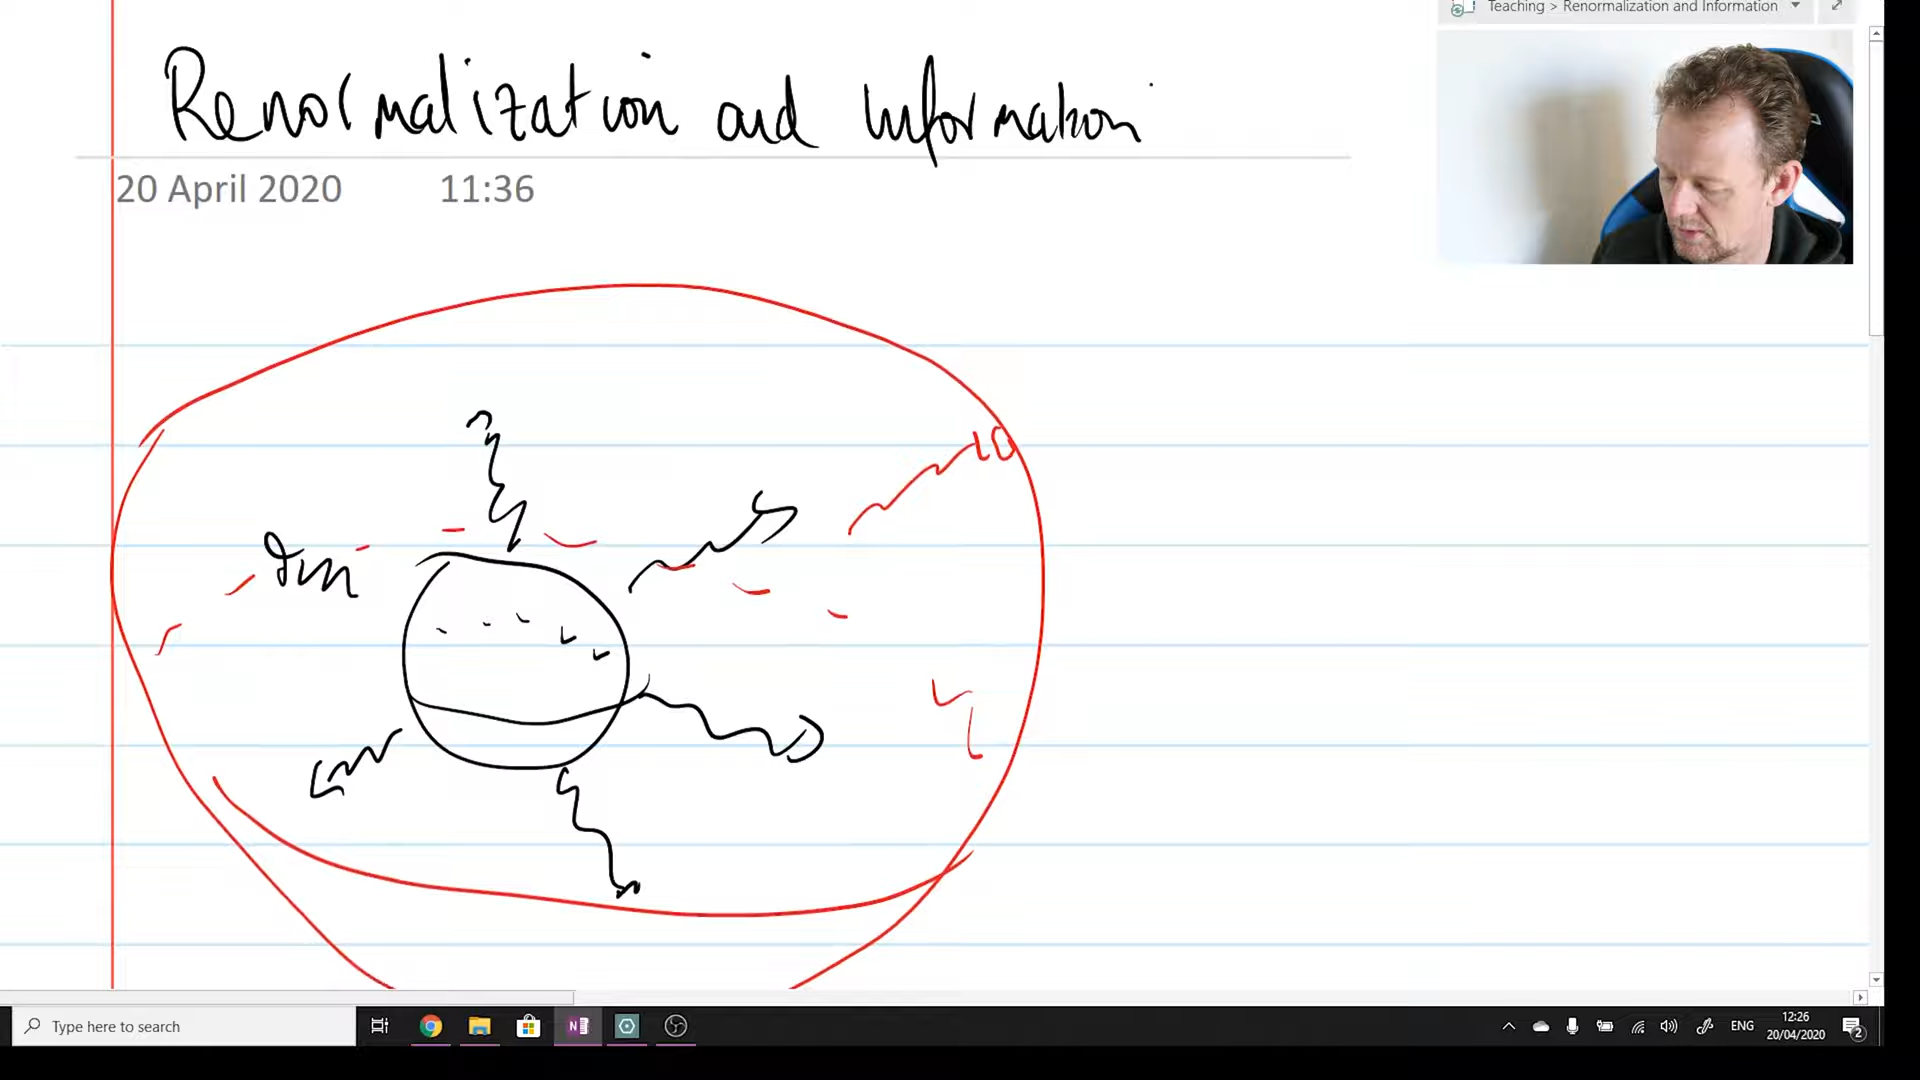 Teaching > Renormalization and Information
Renormalization and Information
20 April 2020 11:36
Type here to search
ENG
12:26
20/04/2020
2